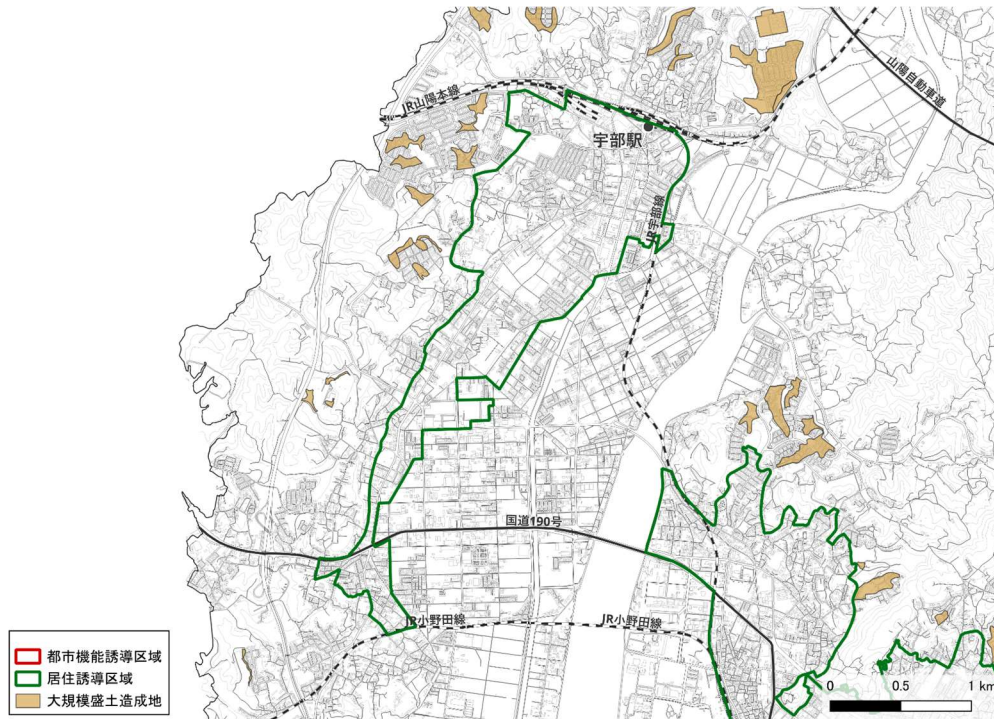 山陽自動車道
JR山陽本線
宇部駅
JR宇部線
国道190号
JR小野田線
JR小野田線
都市機能誘導区域
居住誘導区域
大規模盛土造成地
0 0.5 1 km